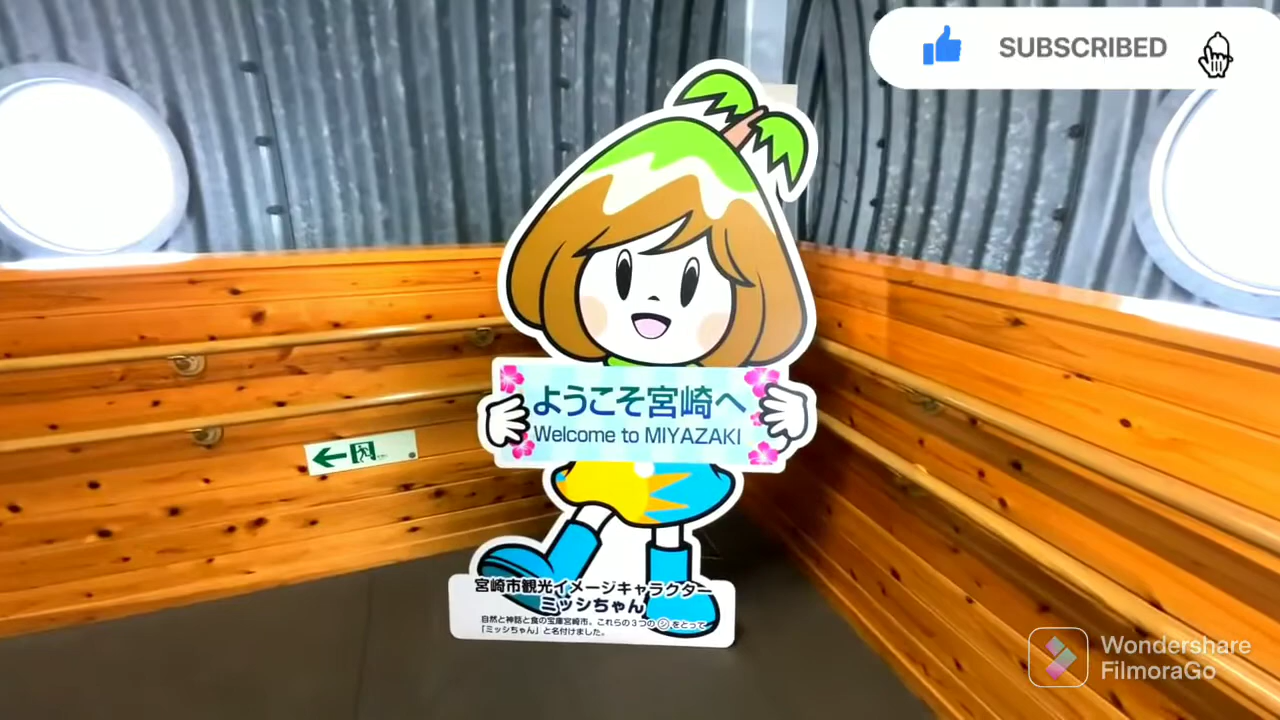 SUBSCRIBED
ようこそ宮崎へ
Welcome to MIYAZAKI
宮崎市観光イメージキャラクター
ミッシちゃん
自然と神話と食の宝庫宮崎市。これらの3つのシをとって
「ミッシちゃん」と名付けました。
Wondershare
FilmoraGo